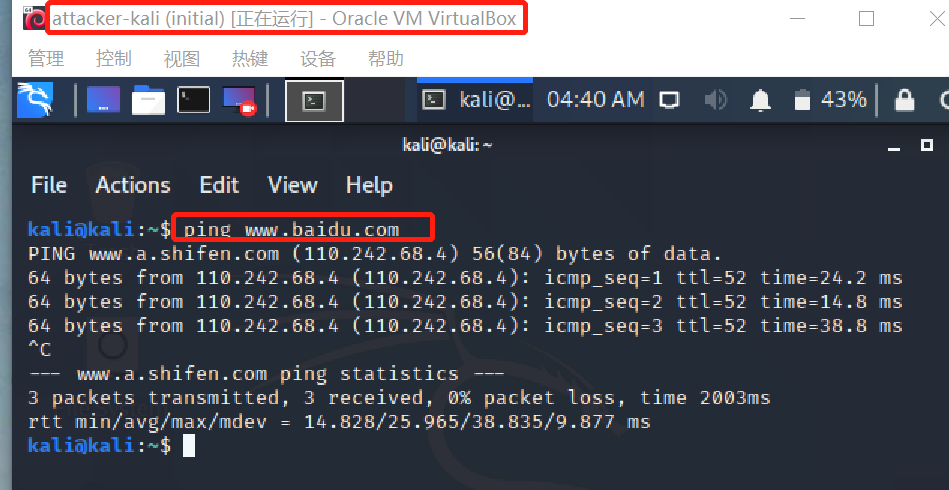 attacker-kali (initial) [正在运行] - Oracle VM VirtualBox
管理 控制 视图 热键 设备 帮助
kali@... 04:40 AM 43%
kali@kali: ~
File Actions Edit View Help
kali@kali:~$ ping www.baidu.com
PING www.a.shifen.com (110.242.68.4) 56(84) bytes of data.
64 bytes from 110.242.68.4 (110.242.68.4): icmp_seq=1 ttl=52 time=24.2 ms
64 bytes from 110.242.68.4 (110.242.68.4): icmp_seq=2 ttl=52 time=14.8 ms
64 bytes from 110.242.68.4 (110.242.68.4): icmp_seq=3 ttl=52 time=38.8 ms
^C
--- www.a.shifen.com ping statistics ---
3 packets transmitted, 3 received, 0% packet loss, time 2003ms
rtt min/avg/max/mdev = 14.828/25.965/38.835/9.877 ms
kali@kali:~$